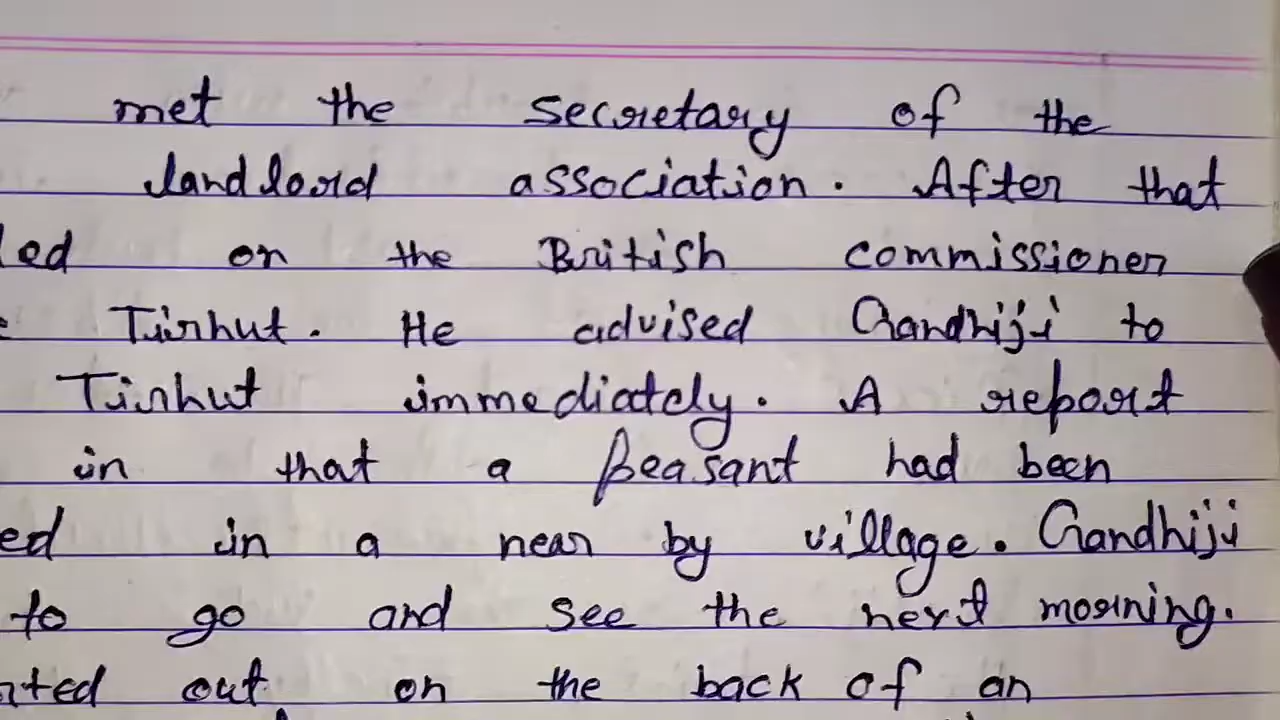 met the secretary of the
landlord association. After that
led on the British commissioner
Tirhut. He advised Gandhiji to
Tirhut immediately. A report
in that a peasant had been
ed in a near by village. Gandhiji
to go and see the next morning.
ted out on the back of an